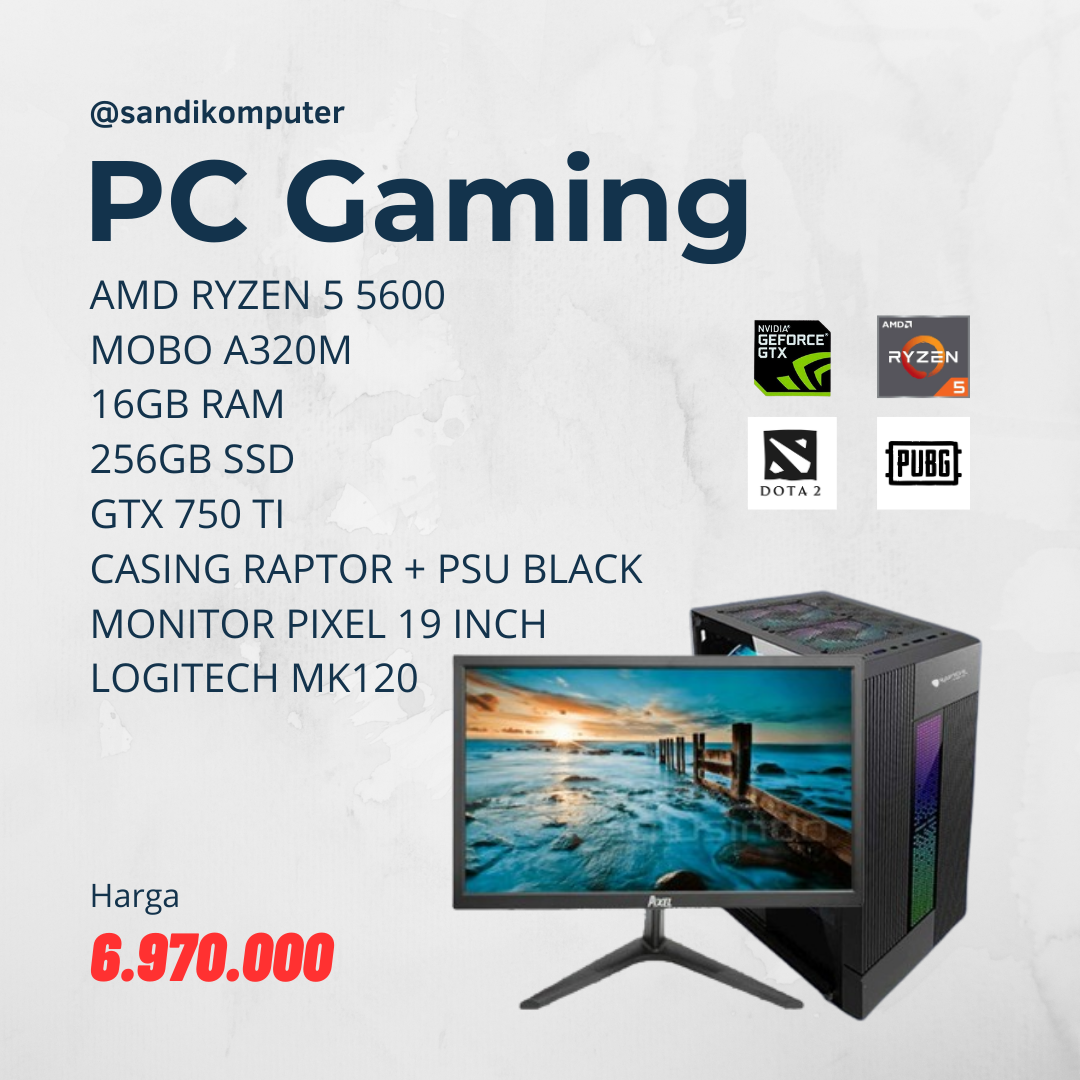 @sandikomputer
PC Gaming
AMD RYZEN 5 5600
MOBO A320M
16GB RAM
256GB SSD
GTX 750 TI
CASING RAPTOR + PSU BLACK
MONITOR PIXEL 19 INCH
LOGITECH MK120
NVIDIA
GEFORCE
GTX
AMD
RYZEN
5
DOTA 2
PUBG
PIXEL
Harga
6.970.000